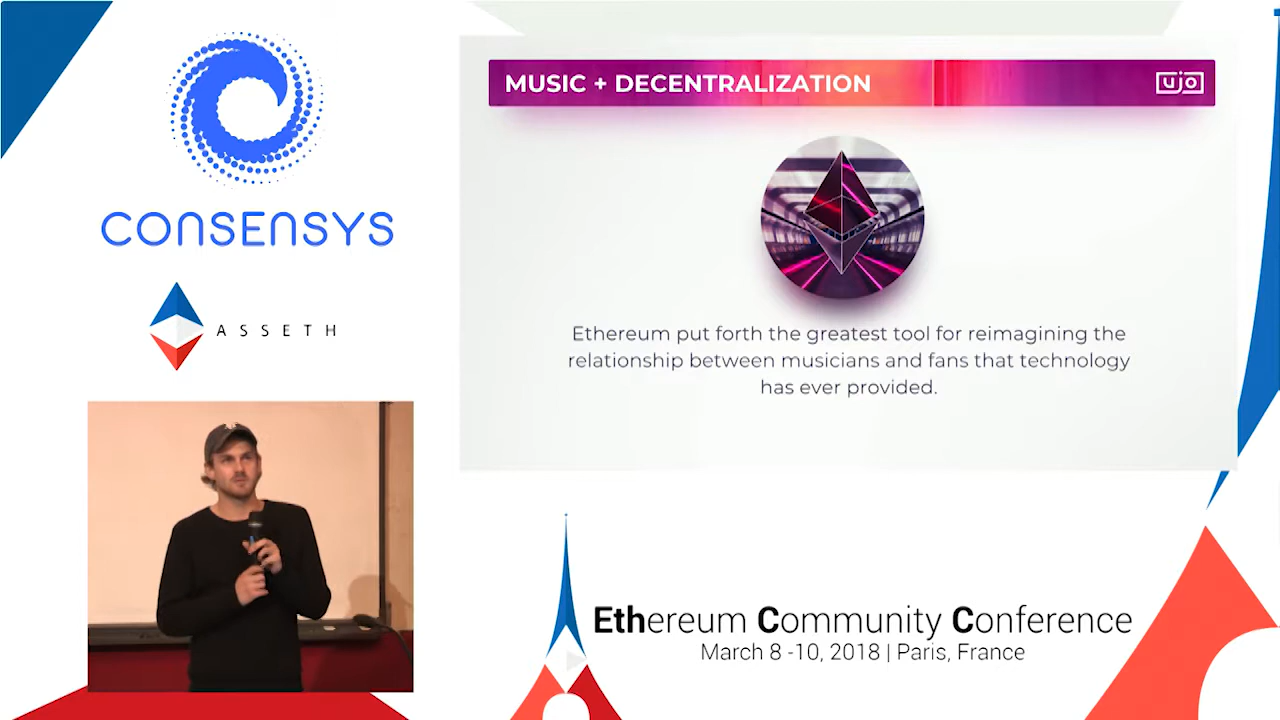 CONSENSYS
ASSETH
MUSIC + DECENTRALIZATION
ujo
Ethereum put forth the greatest tool for reimagining the
relationship between musicians and fans that technology
has ever provided.
Ethereum Community Conference
March 8 -10, 2018 | Paris, France